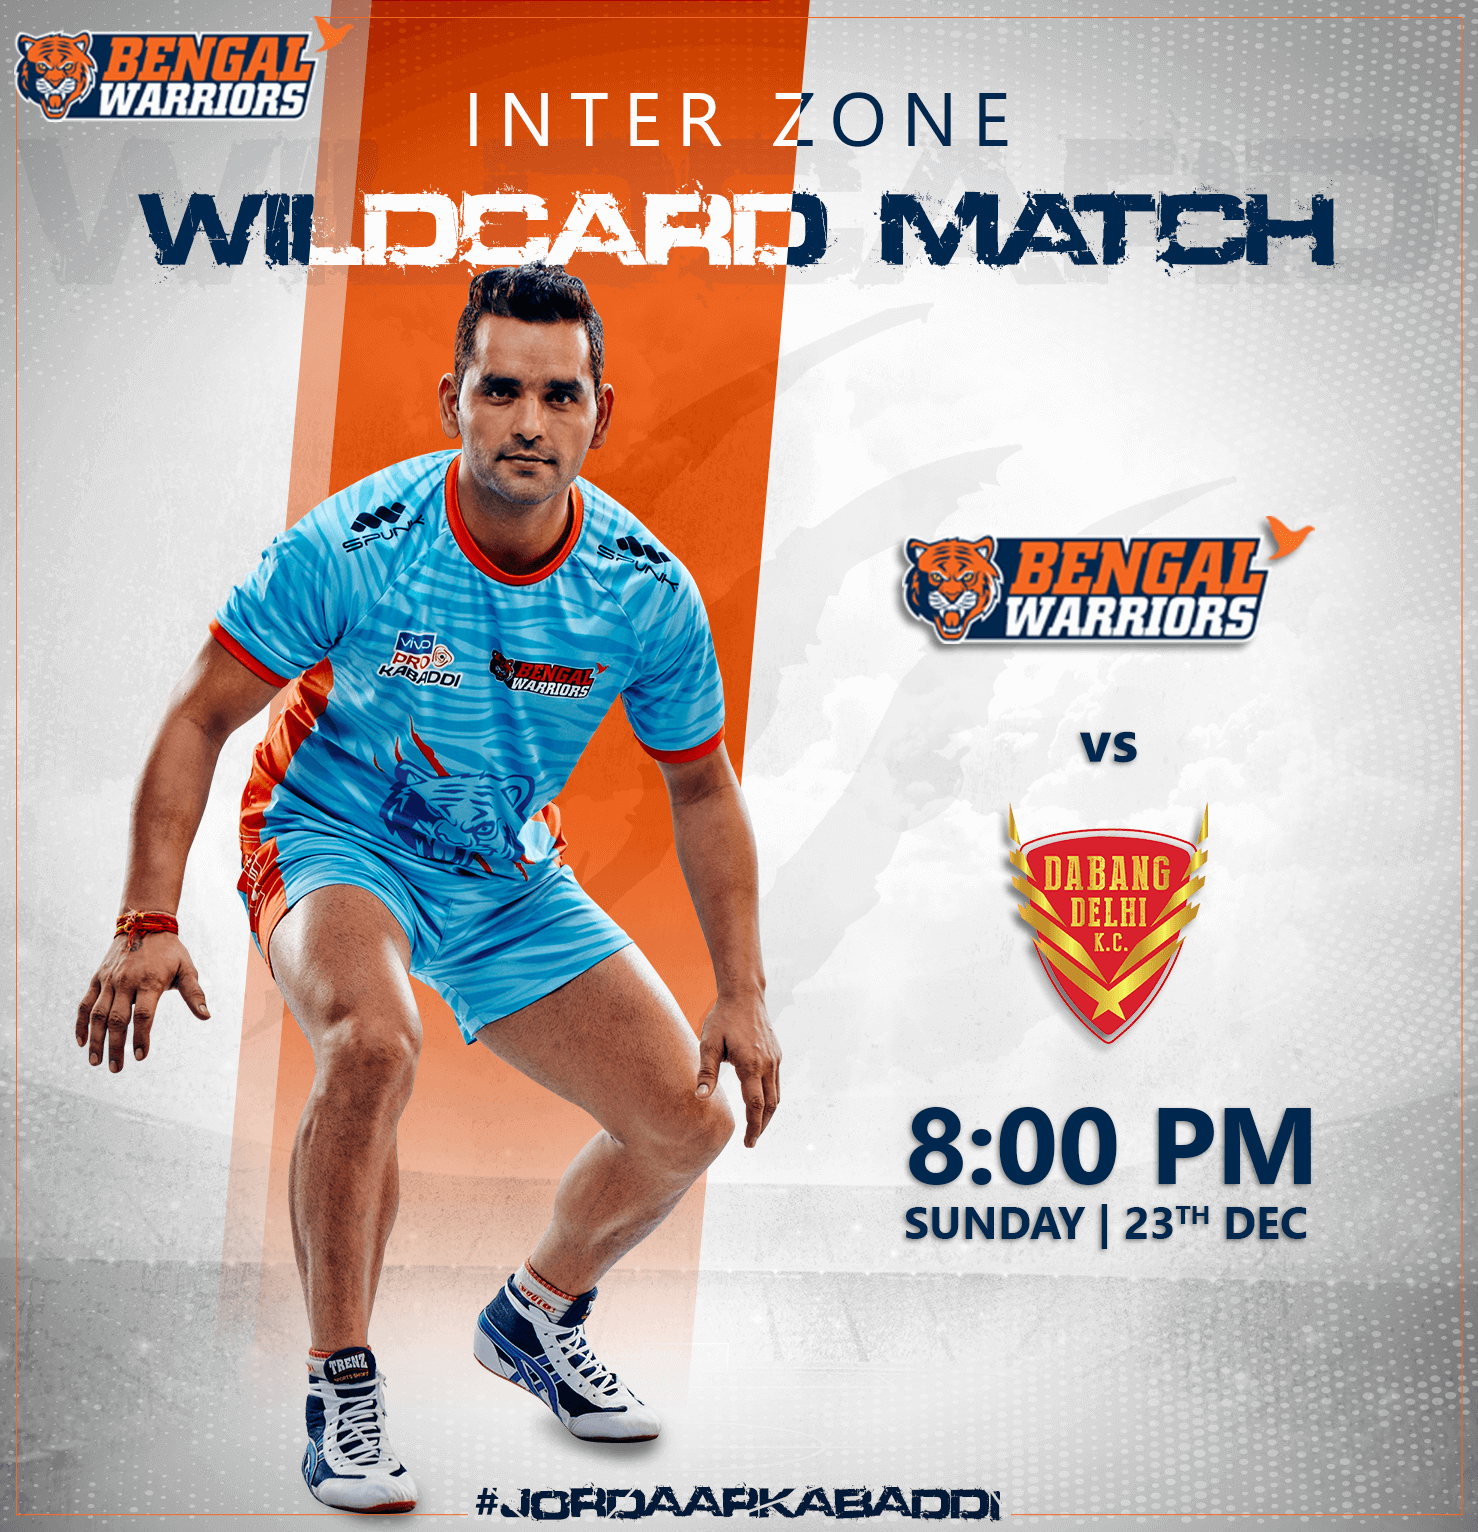 BENGAL
WARRIORS
INTER ZONE
WILDCARD MATCH
SPUNK
SPUNK
vivo
PRO
KABADDI
BENGAL
WARRIORS
BENGAL
WARRIORS
VS
DABANG
DELHI
K.C.
8:00 PM
SUNDAY | 23TH DEC
TRENZ
#JORDAARKABADDI